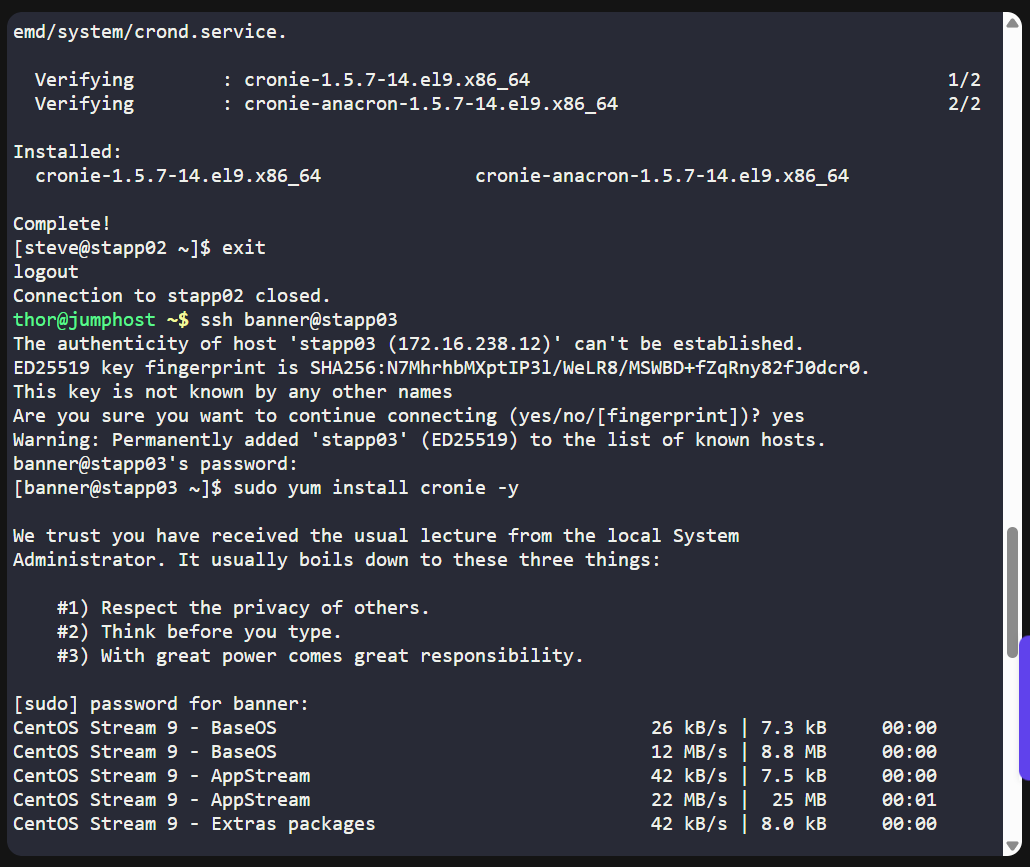 emd/system/crond.service.
Verifying        : cronie-1.5.7-14.el9.x86_64                                      1/2
Verifying        : cronie-anacron-1.5.7-14.el9.x86_64                              2/2
Installed:
cronie-1.5.7-14.el9.x86_64              cronie-anacron-1.5.7-14.el9.x86_64
Complete!
[steve@stapp02 ~]$ exit
logout
Connection to stapp02 closed.
thor@jumphost ~$ ssh banner@stapp03
The authenticity of host 'stapp03 (172.16.238.12)' can't be established.
ED25519 key fingerprint is SHA256:N7MhrhbMXptIP3l/WeLR8/MSWBD+fZqRny82fJ0dcr0.
This key is not known by any other names
Are you sure you want to continue connecting (yes/no/[fingerprint])? yes
Warning: Permanently added 'stapp03' (ED25519) to the list of known hosts.
banner@stapp03's password:
[banner@stapp03 ~]$ sudo yum install cronie -y
We trust you have received the usual lecture from the local System
Administrator. It usually boils down to these three things:
#1) Respect the privacy of others.
#2) Think before you type.
#3) With great power comes great responsibility.
[sudo] password for banner:
CentOS Stream 9 - BaseOS                                  26 kB/s | 7.3 kB     00:00
CentOS Stream 9 - BaseOS                                  12 MB/s | 8.8 MB     00:00
CentOS Stream 9 - AppStream                               42 kB/s | 7.5 kB     00:00
CentOS Stream 9 - AppStream                               22 MB/s |  25 MB     00:01
CentOS Stream 9 - Extras packages                         42 kB/s | 8.0 kB     00:00